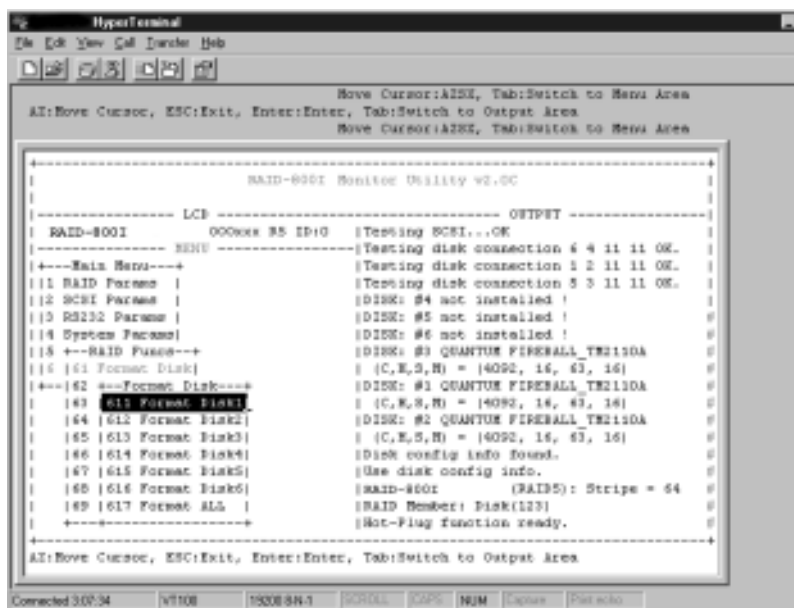 HyperTerminal
File Edit View Call Transfer Help
Move Cursor:AZSX, Tab:Switch to Menu Area
AZ:Move Cursor, ESC:Exit, Enter:Enter, Tab:Switch to Output Area
Move Cursor:AZSX, Tab:Switch to Menu Area
RAID-800I Monitor Utility v2.0C
LCD OUTPUT
RAID-800I 000xxx R5 ID:0 |Testing SCSI...OK
MENU |Testing disk connection 6 4 11 11 OK.
+---Main Menu---+ |Testing disk connection 1 2 11 11 OK.
|1 RAID Params | |Testing disk connection 5 3 11 11 OK.
|2 SCSI Params | |DISK: #4 not installed !
|3 RS232 Params | |DISK: #5 not installed !
|4 System Params| |DISK: #6 not installed !
|5 +--RAID Funcs--+ |DISK: #3 QUANTUM FIREBALL_TM2110A
|6 |61 Format Disk| | (C,H,S,M) = (4092, 16, 63, 16)
+--|62 +--Format Disk---+ |DISK: #1 QUANTUM FIREBALL_TM2110A
|63 |611 Format Disk1| | (C,H,S,M) = (4092, 16, 63, 16)
|64 |612 Format Disk2| |DISK: #2 QUANTUM FIREBALL_TM2110A
|65 |613 Format Disk3| | (C,H,S,M) = (4092, 16, 63, 16)
|66 |614 Format Disk4| |Disk config info found.
|67 |615 Format Disk5| |Use disk config info.
|68 |616 Format Disk6| |RAID-800I (RAID5): Stripe = 64
|69 |617 Format ALL | |RAID Member: Disk(123)
|Hot-Plug function ready.
AZ:Move Cursor, ESC:Exit, Enter:Enter, Tab:Switch to Output Area
Connected 3:07:34 VT100 19200 8-N-1 SCROLL CAPS NUM Capture Print echo